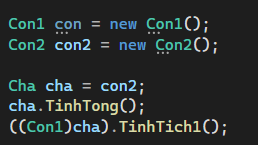 Con1 con = new Con1();
Con2 con2 = new Con2();
Cha cha = con2;
cha.TinhTong();
((Con1)cha).TinhTich1();